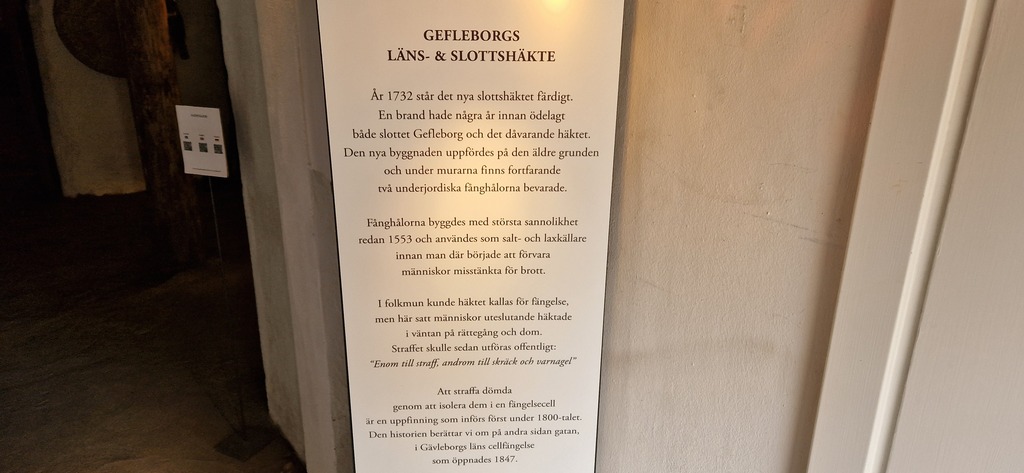 GEFLEBORGS
LÄNS- & SLOTTSHÄKTE
År 1732 står det nya slottshäktet färdigt.
En brand hade några år innan ödelagt
både slottet Gefleborg och det dåvarande häktet.
Den nya byggnaden uppfördes på den äldre grunden
och under murarna finns fortfarande
två underjordiska fånghålorna bevarade.
Fånghålorna byggdes med största sannolikhet
redan 1553 och användes som salt- och laxkällare
innan man där började att förvara
människor misstänkta för brott.
I folkmun kunde häktet kallas för fängelse,
men här satt människor uteslutande häktade
i väntan på rättegång och dom.
Straffet skulle sedan utföras offentligt:
"Enom till straff, androm till skräck och varnagel"
Att straffa dömda
genom att isolera dem i en fängelsecell
är en uppfinning som införs först under 1800-talet.
Den historien berättar vi om på andra sidan gatan,
i Gävleborgs läns cellfängelse
som öppnades 1847.